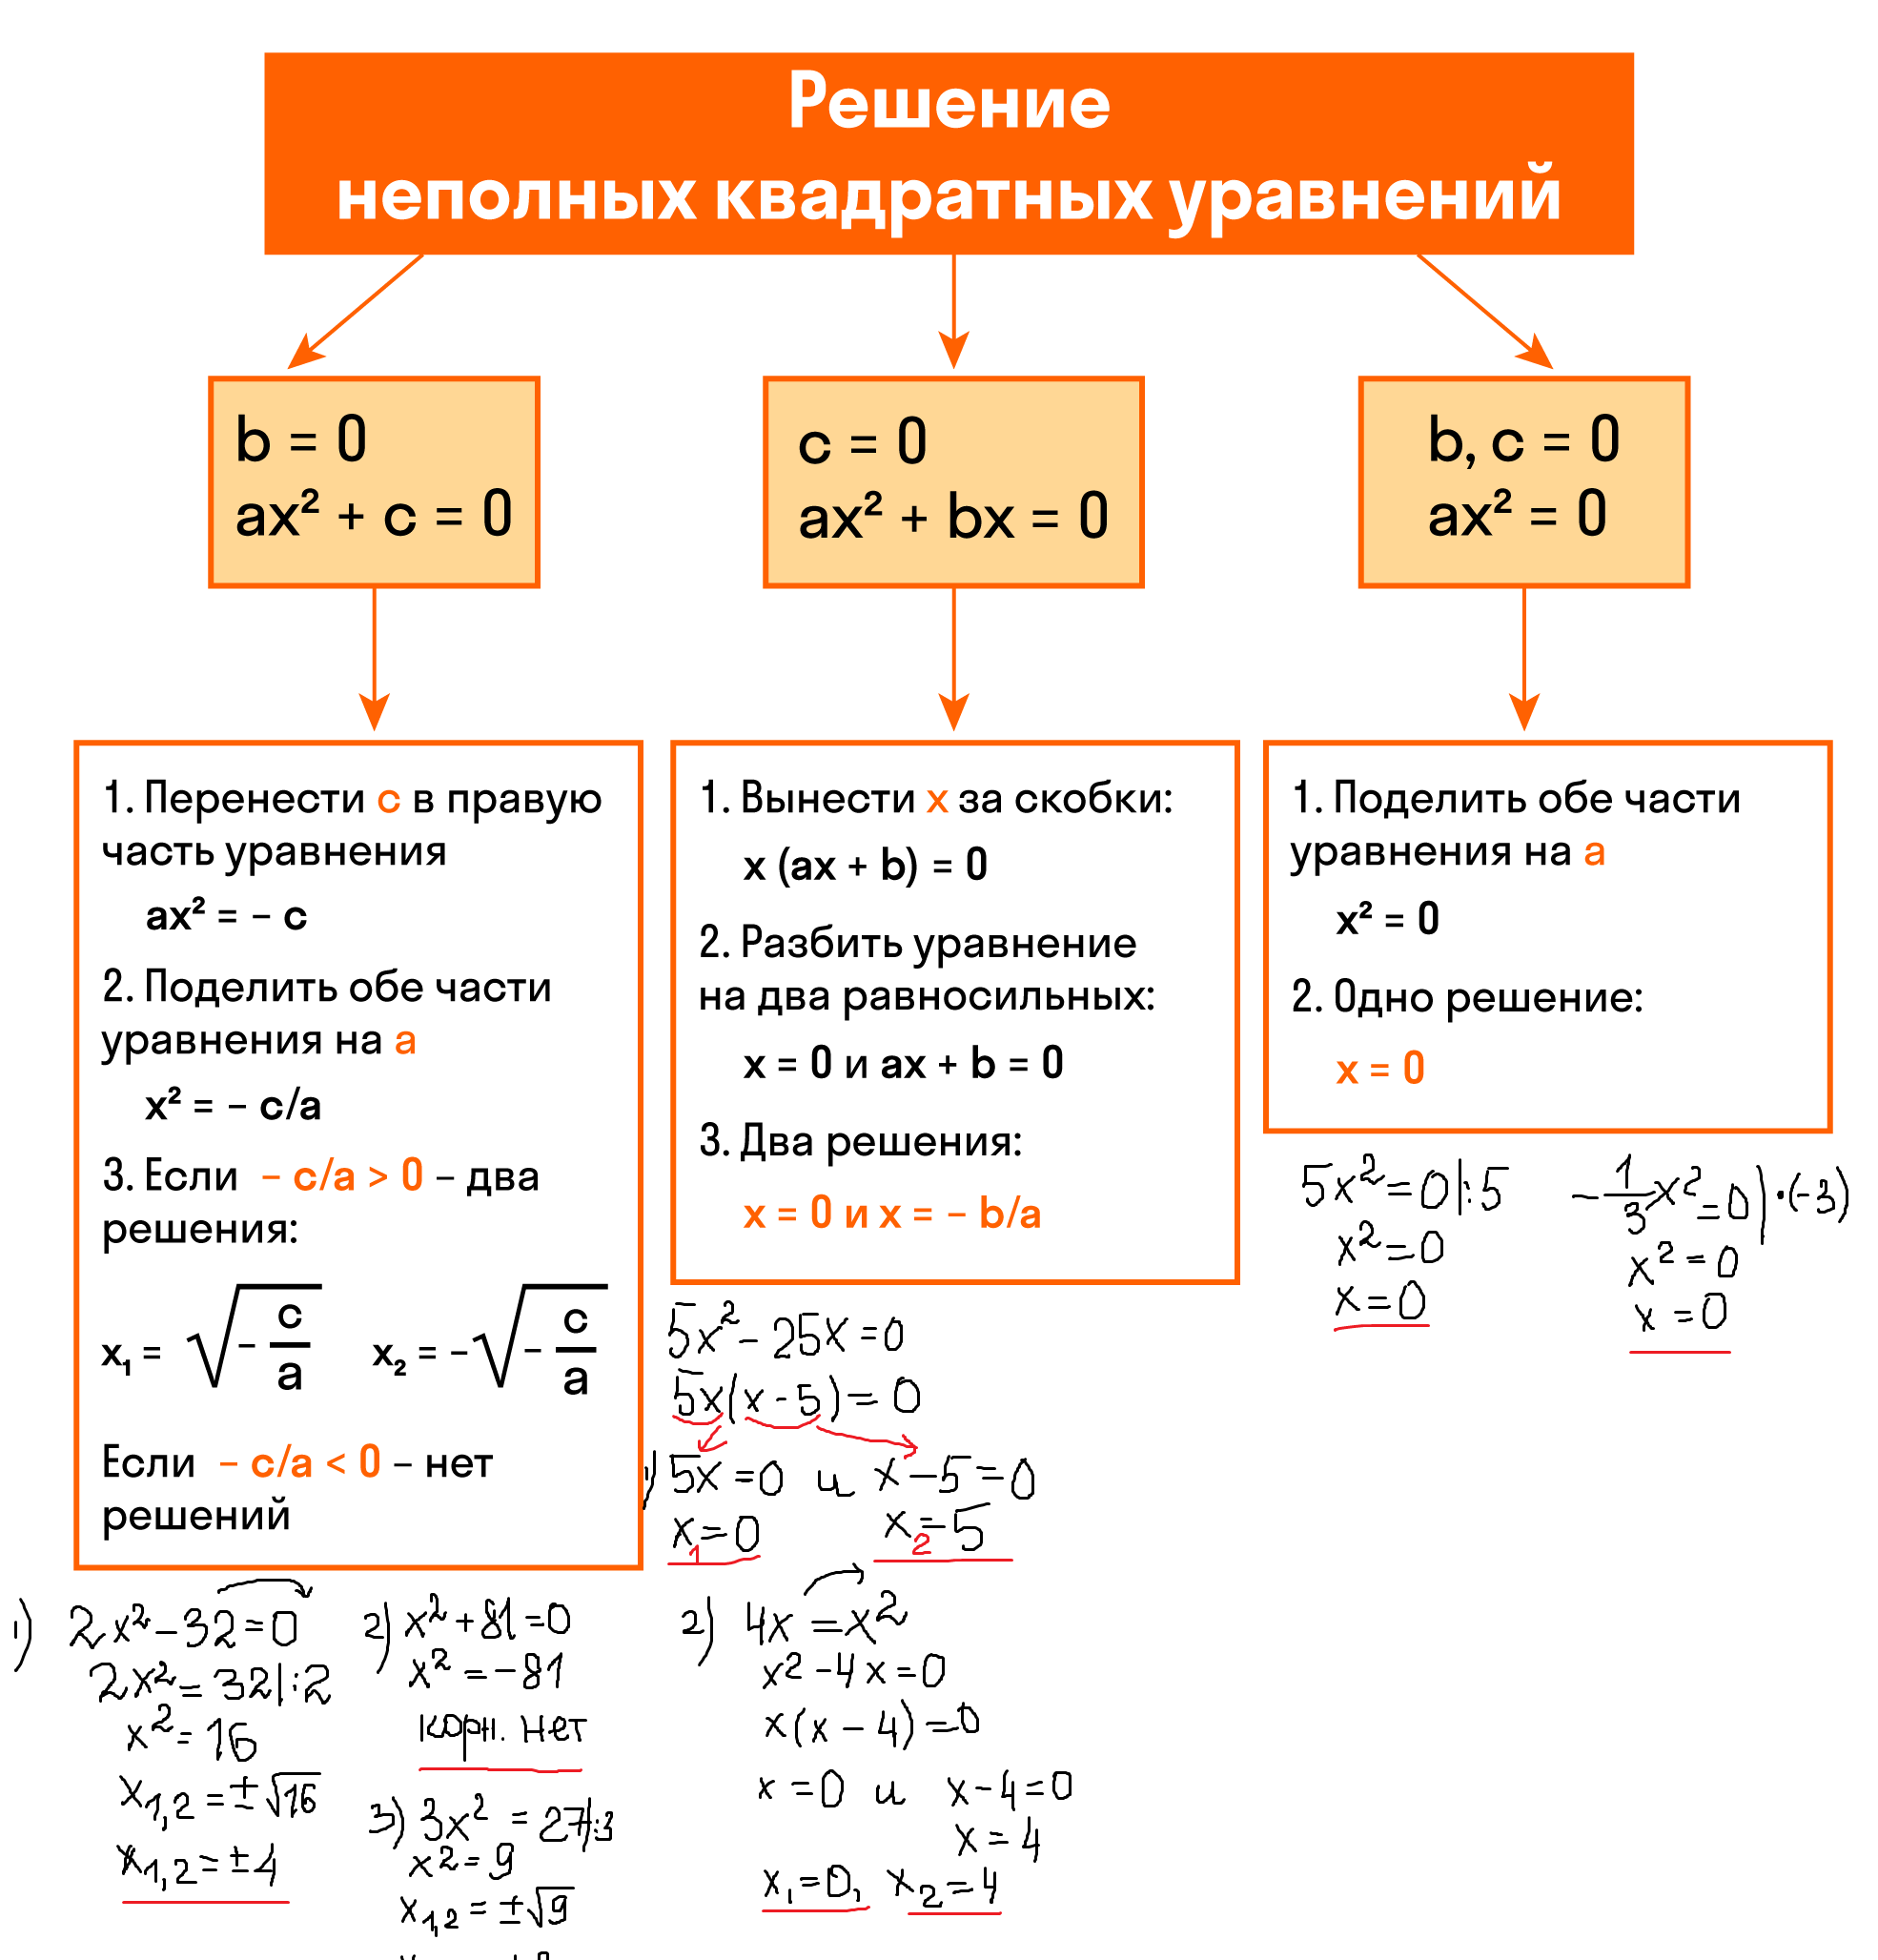 Решение
неполных квадратных уравнений
b = 0
ax² + c = 0
c = 0
ax² + bx = 0
b, c = 0
ax² = 0
1. Перенести c в правую
часть уравнения
ax² = – c
2. Поделить обе части
уравнения на a
x² = – c/a
3. Если – c/a > 0 – два
решения:
x₁ = √(– c/a) x₂ = –√(– c/a)
Если – c/a < 0 – нет
решений
1. Вынести x за скобки:
x (ax + b) = 0
2. Разбить уравнение
на два равносильных:
x = 0 и ax + b = 0
3. Два решения:
x = 0 и x = – b/a
1. Поделить обе части
уравнения на a
x² = 0
2. Одно решение:
x = 0
1) 2x²–32=0
2x²=32|:2
x²=16
x₁,₂=±√16
x₁,₂=±4
2) x²+81=0
x²=–81
корн. нет
3) 3x²=27|:3
x²=9
x₁,₂=±√9
5x²–25x=0
5x(x-5)=0
1) 5x=0 и x–5=0
x₁=0 x₂=5
2) 4x=x²
x²-4x=0
x(x–4)=0
x=0 и x-4=0
x=4
x₁=0, x₂=4
5x²=0|:5
x²=0
x=0
–1/3x²=0|·(-3)
x²=0
x=0